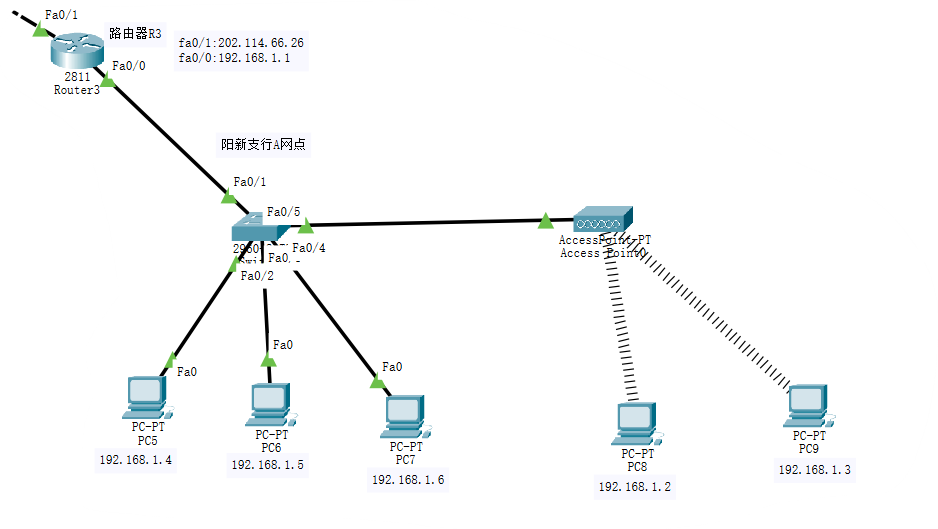 Fa0/1
路由器R3
fa0/1:202.114.66.26
fa0/0:192.168.1.1
Fa0/0
2811
Router3
阳新支行A网点
Fa0/1
Fa0/5
Fa0/4
Fa0/2
AccessPoint-PT
Access Point0
Fa0
Fa0
Fa0
PC-PT
PC5
192.168.1.4
PC-PT
PC6
192.168.1.5
PC-PT
PC7
192.168.1.6
PC-PT
PC8
192.168.1.2
PC-PT
PC9
192.168.1.3